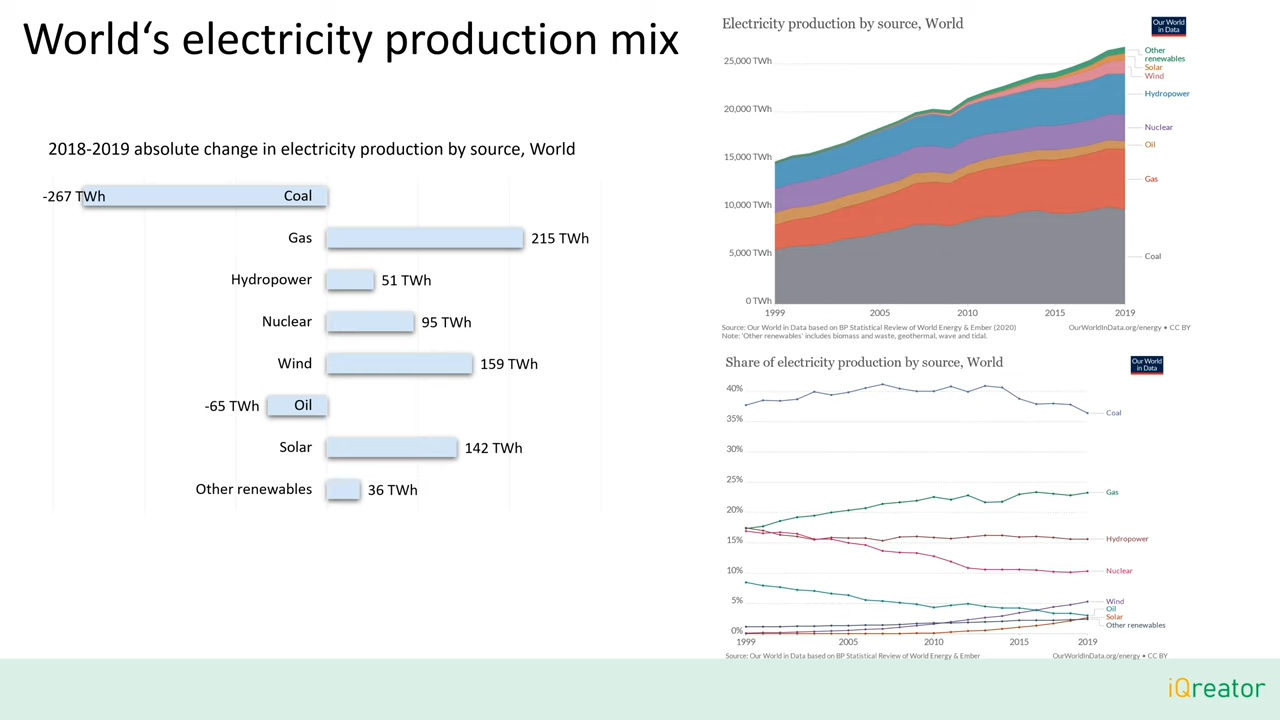 World‘s electricity production mix
2018-2019 absolute change in electricity production by source, World
-267 TWh Coal
Gas 215 TWh
Hydropower 51 TWh
Nuclear 95 TWh
Wind 159 TWh
-65 TWh Oil
Solar 142 TWh
Other renewables 36 TWh
Electricity production by source, World
Our World
in Data
25,000 TWh
20,000 TWh
15,000 TWh
10,000 TWh
5,000 TWh
0 TWh
Other
renewables
Solar
Wind
Hydropower
Nuclear
Oil
Gas
Coal
1999 2005 2010 2015 2019
Source: Our World in Data based on BP Statistical Review of World Energy & Ember (2020) OurWorldInData.org/energy • CC BY
Note: 'Other renewables' includes biomass and waste, geothermal, wave and tidal.
Share of electricity production by source, World
Our World
in Data
40%
35%
30%
25%
20%
15%
10%
5%
0%
Coal
Gas
Hydropower
Nuclear
Wind
Oil
Solar
Other renewables
1999 2005 2010 2015 2019
Source: Our World in Data based on BP Statistical Review of World Energy & Ember OurWorldInData.org/energy • CC BY
iQreator